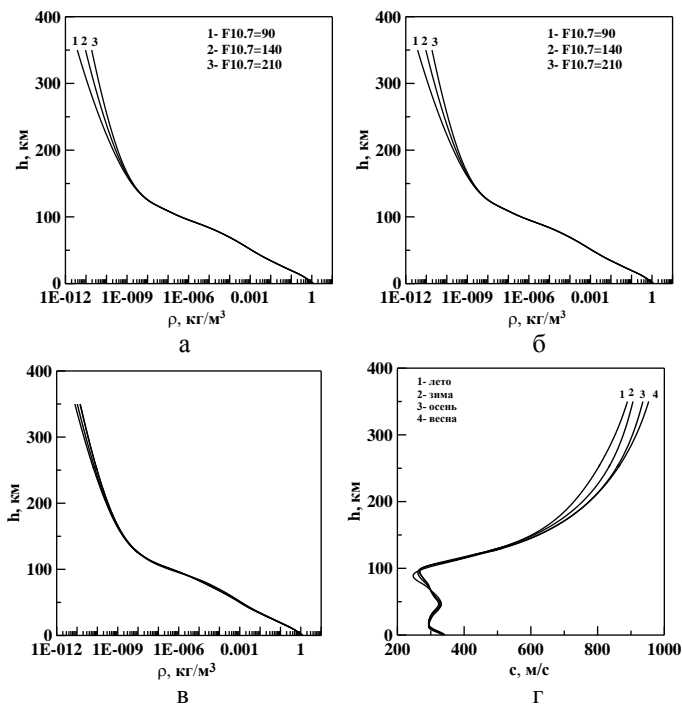 400
1 2 3
1- F10.7=90
2- F10.7=140
3- F10.7=210
300
h, км
200
100
0
1E-012 1E-009 1E-006 0.001 1
ρ, кг/м³
а
400
1 2 3
1- F10.7=90
2- F10.7=140
3- F10.7=210
300
h, км
200
100
0
1E-012 1E-009 1E-006 0.001 1
ρ, кг/м³
б
400
300
h, км
200
100
0
1E-012 1E-009 1E-006 0.001 1
ρ, кг/м³
в
400
1- лето
2- зима
3- осень
4- весна
1 2 3 4
300
h, км
200
100
0
200 400 600 800 1000
c, м/с
г